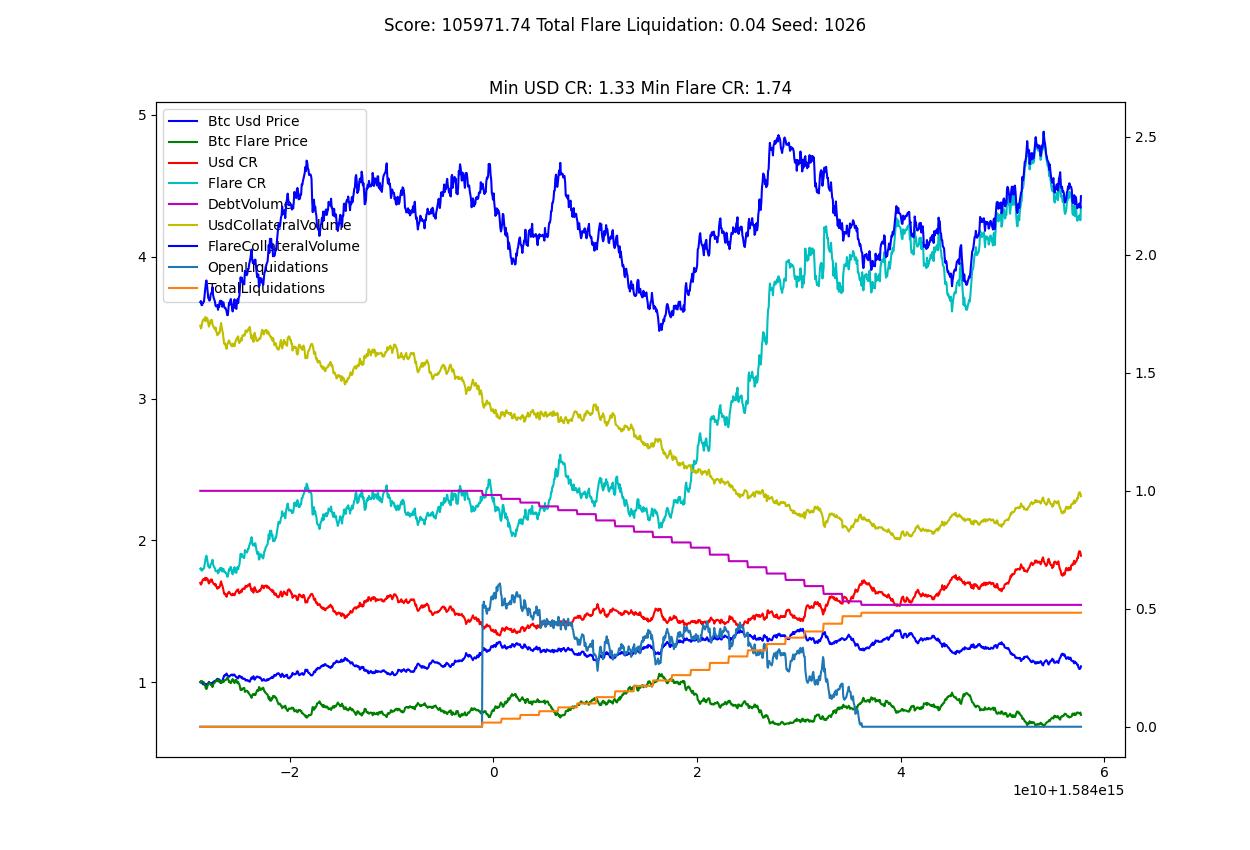 Score: 105971.74 Total Flare Liquidation: 0.04 Seed: 1026
Min USD CR: 1.33 Min Flare CR: 1.74
Btc Usd Price
Btc Flare Price
Usd CR
Flare CR
DebtVolume
UsdCollateralVolume
FlareCollateralVolume
OpenLiquidations
TotalLiquidations
5
4
3
2
1
2.5
2.0
1.5
1.0
0.5
0.0
−2
0
2
4
6
1e10+1.584e15